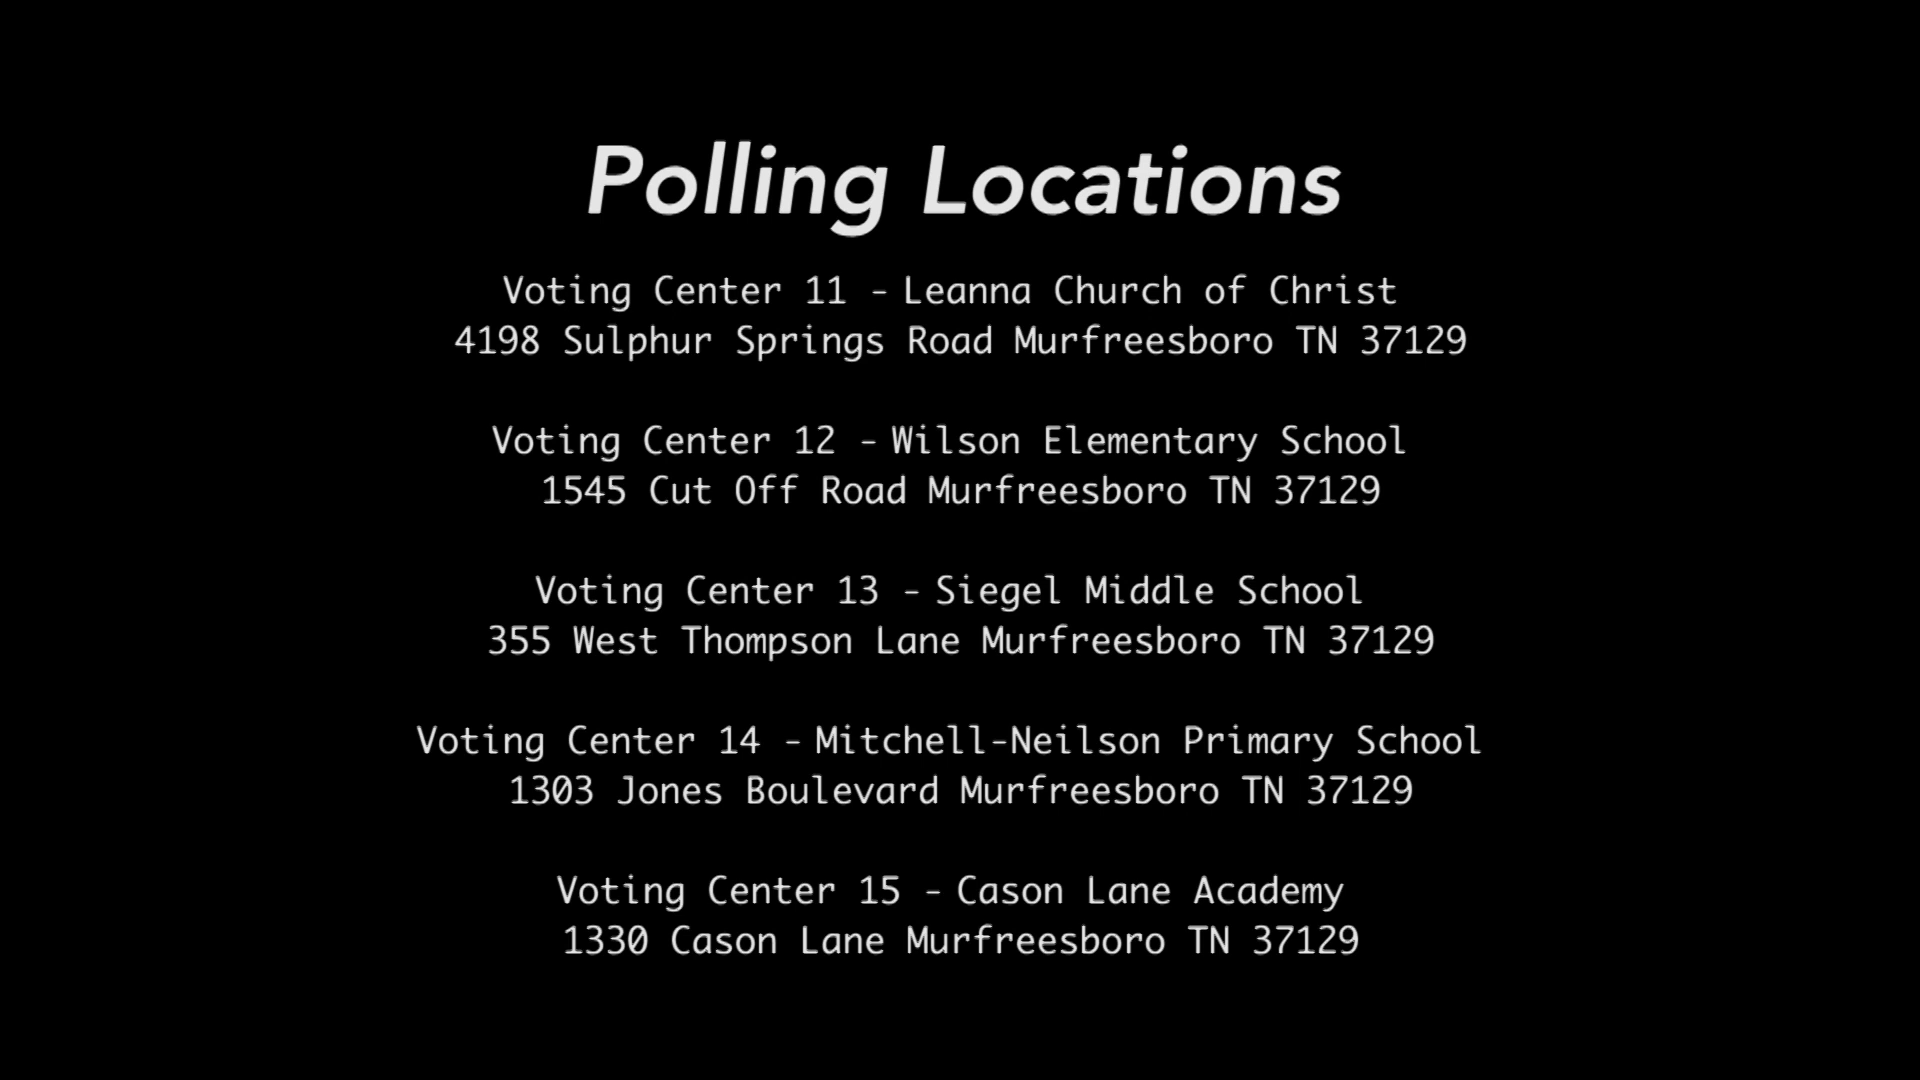 Polling Locations
Voting Center 11 - Leanna Church of Christ
4198 Sulphur Springs Road Murfreesboro TN 37129
Voting Center 12 - Wilson Elementary School
1545 Cut Off Road Murfreesboro TN 37129
Voting Center 13 - Siegel Middle School
355 West Thompson Lane Murfreesboro TN 37129
Voting Center 14 - Mitchell-Neilson Primary School
1303 Jones Boulevard Murfreesboro TN 37129
Voting Center 15 - Cason Lane Academy
1330 Cason Lane Murfreesboro TN 37129